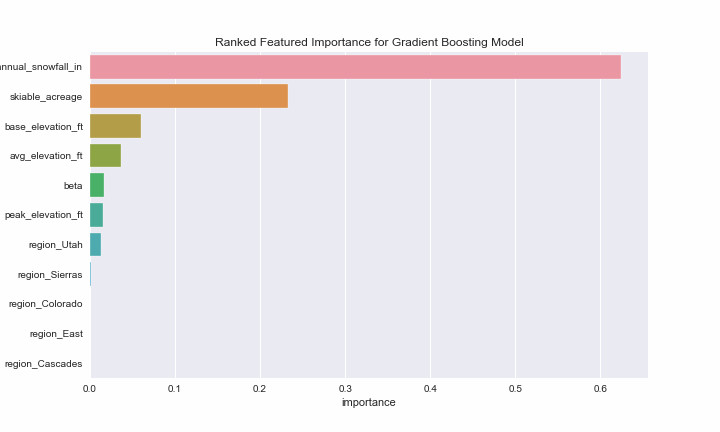 Ranked Featured Importance for Gradient Boosting Model
annual_snowfall_in
skiable_acreage
base_elevation_ft
avg_elevation_ft
beta
peak_elevation_ft
region_Utah
region_Sierras
region_Colorado
region_East
region_Cascades
0.0 0.1 0.2 0.3 0.4 0.5 0.6
importance